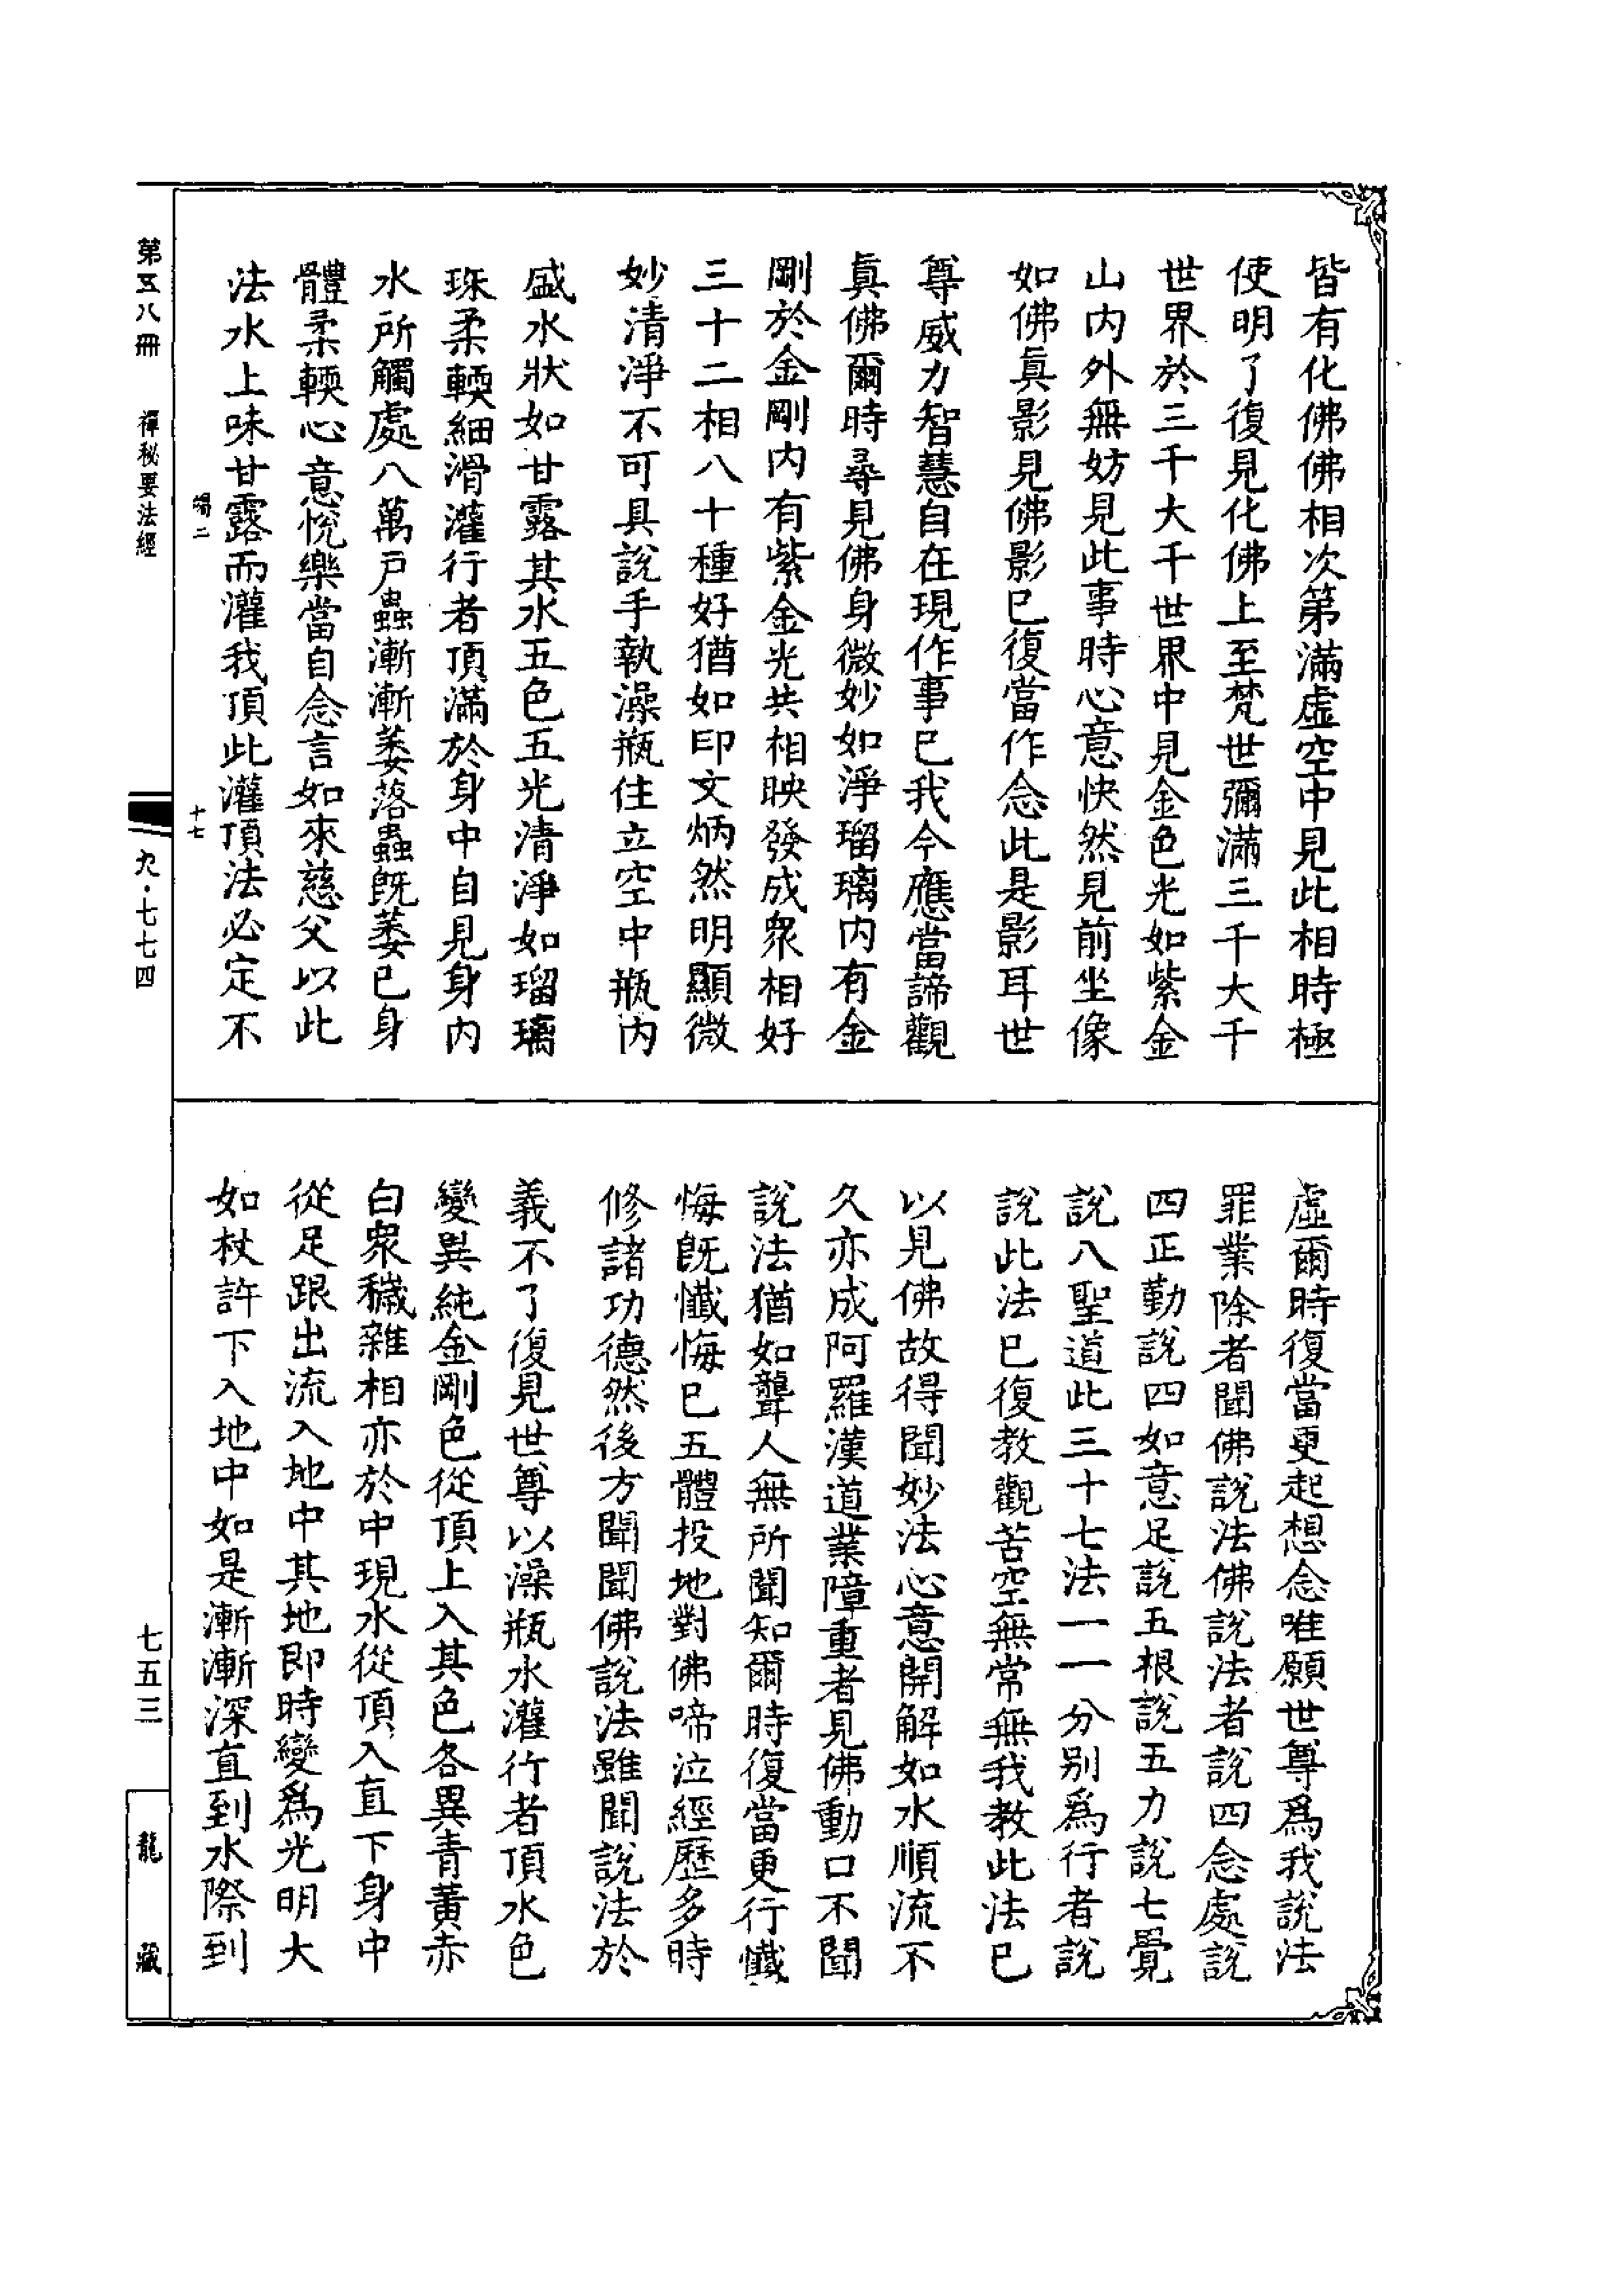 皆有化佛佛相次第滿虛空中見此相時極
使明了復見化佛上至梵世彌滿三千大千
世界於三千大千世界中見金色光如紫金
山內外無妨見此事時心意快然見前坐像
如佛眞影見佛影已復當作念此是影耳世
尊威力智慧自在現作事已我今應當諦觀
眞佛爾時尋見佛身微妙如淨瑠璃內有金
剛於金剛內有紫金光共相映發成衆相好
三十二相八十種好猶如印文炳然明顯微
妙清淨不可具說手執澡瓶住立空中瓶內
盛水狀如甘露其水五色五光清淨如瑠璃
珠柔輭細滑灌行者頂滿於身中自見身內
水所觸處八萬戶蟲漸漸萎落蟲旣萎已身
體柔輭心意悅樂當自念言如來慈父以此
法水上味甘露而灌我頂此灌頂法必定不
十七
虛爾時復當更起想念唯願世尊爲我說法
罪業除者聞佛說法佛說法者說四念處說
四正勤說四如意足說五根說五力說七覺
說八聖道此三十七法一一分別爲行者說
說此法已復教觀苦空無常無我教此法已
以見佛故得聞妙法心意開解如水順流不
久亦成阿羅漢道業障重者見佛動口不聞
說法猶如聾人無所聞知爾時復當更行懺
悔旣懺悔已五體投地對佛啼泣經歷多時
修諸功德然後方聞聞佛說法雖聞說法於
義不了復見世尊以澡瓶水灌行者頂水色
變異純金剛色從頂上入其色各異青黃赤
白衆穢雜相亦於中現水從頂入直下身中
從足跟出流入地中其地卽時變爲光明大
如杖許下入地中如是漸漸深直到水際到
第五八冊
禪秘要法經
九·七七四
七五三
龍藏